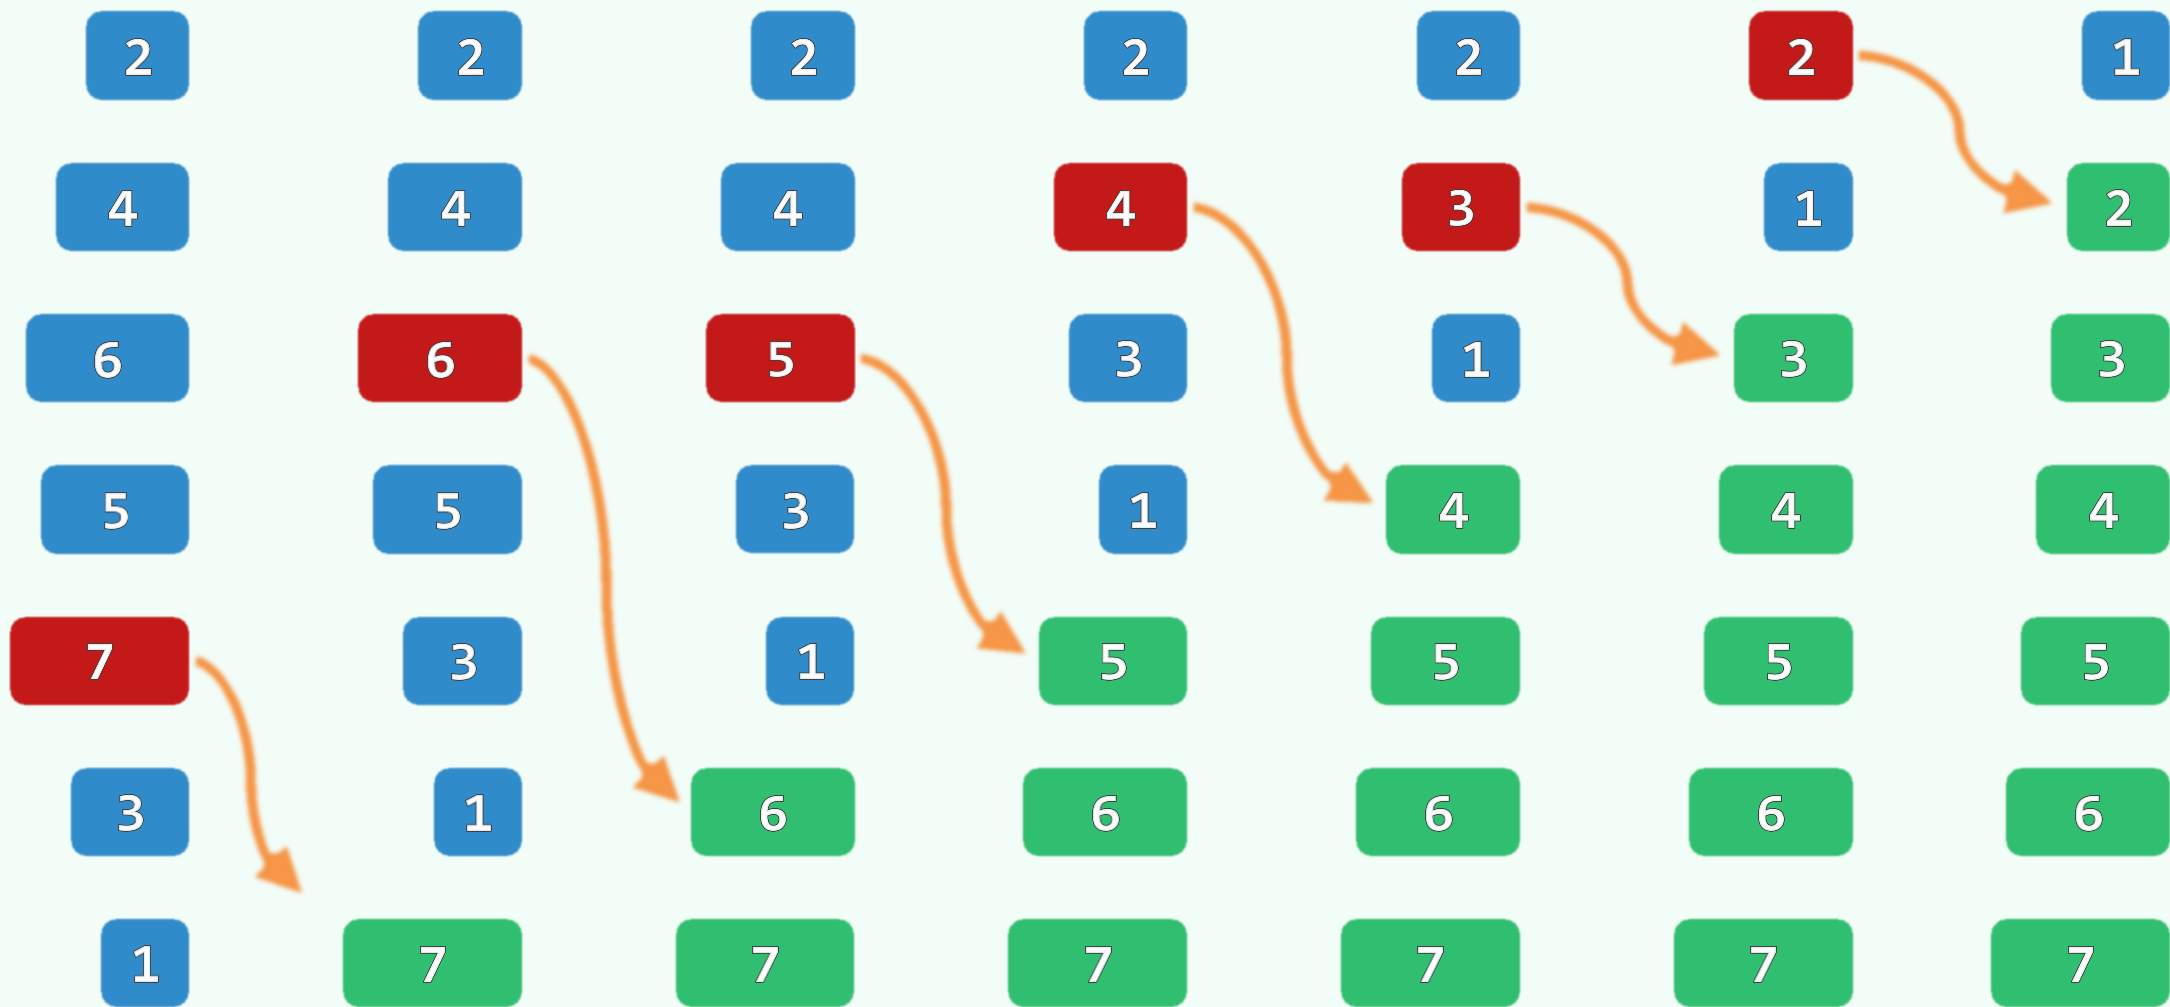 2 2 2 2 2 2 1
4 4 4 4 3 1 2
6 6 5 3 1 3 3
5 5 3 1 4 4 4
7 3 1 5 5 5 5
3 1 6 6 6 6 6
1 7 7 7 7 7 7